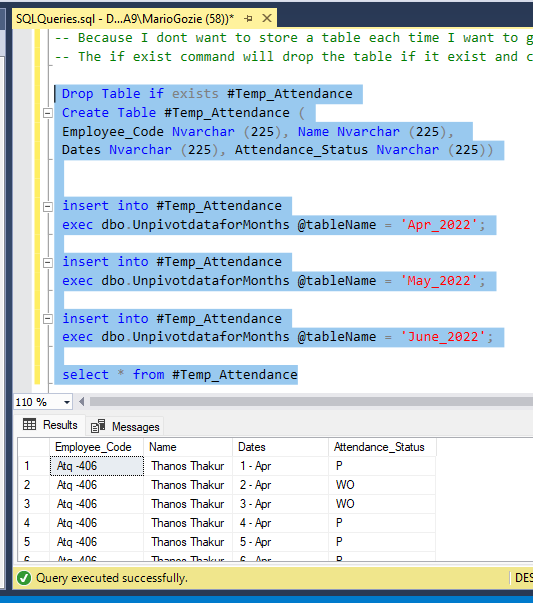 SQLQueries.sql - D...A9\MarioGozie (58))*
-- Because I dont want to store a table each time I want to g
-- The if exist command will drop the table if it exist and c
Drop Table if exists #Temp_Attendance
Create Table #Temp_Attendance (
Employee_Code Nvarchar (225), Name Nvarchar (225),
Dates Nvarchar (225), Attendance_Status Nvarchar (225))
insert into #Temp_Attendance
exec dbo.UnpivotdataforMonths @tableName = 'Apr_2022';
insert into #Temp_Attendance
exec dbo.UnpivotdataforMonths @tableName = 'May_2022';
insert into #Temp_Attendance
exec dbo.UnpivotdataforMonths @tableName = 'June_2022';
select * from #Temp_Attendance
110 %
Results Messages
Employee_Code Name Dates Attendance_Status
1 Atq -406 Thanos Thakur 1 - Apr P
2 Atq -406 Thanos Thakur 2 - Apr WO
3 Atq -406 Thanos Thakur 3 - Apr WO
4 Atq -406 Thanos Thakur 4 - Apr P
5 Atq -406 Thanos Thakur 5 - Apr P
6 Atq -406 Thanos Thakur 6 - Apr P
Query executed successfully. DES